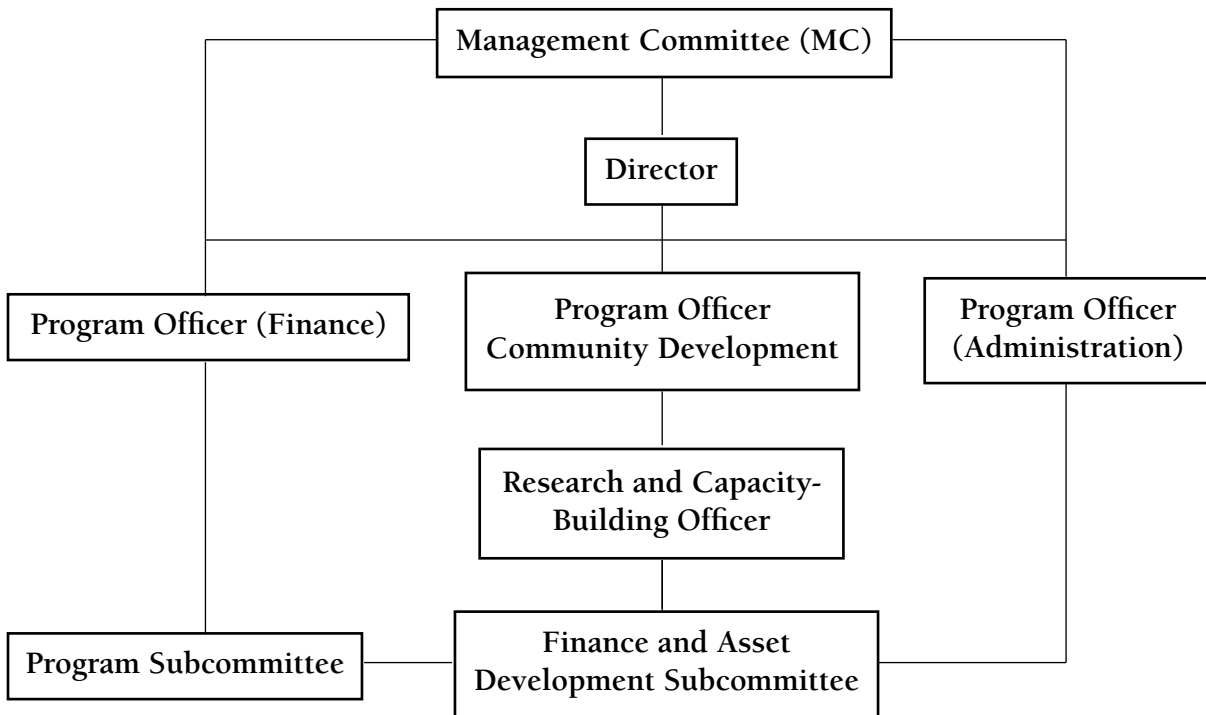 Management Committee (MC)
Director
Program Officer (Finance)
Program Officer
Community Development
Program Officer
(Administration)
Research and Capacity-
Building Officer
Program Subcommittee
Finance and Asset
Development Subcommittee